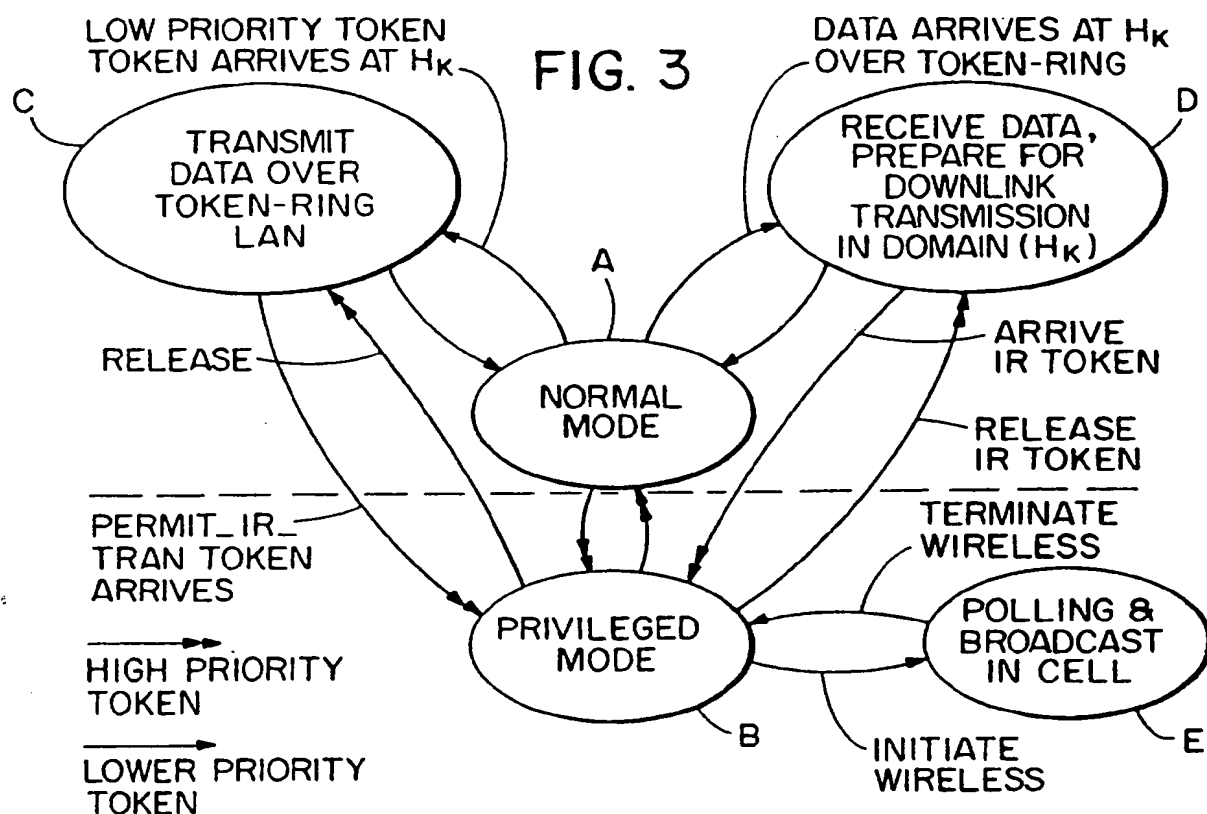 LOW PRIORITY TOKEN
TOKEN ARRIVES AT HK
FIG. 3
DATA ARRIVES AT HK
OVER TOKEN-RING
C
TRANSMIT
DATA OVER
TOKEN-RING
LAN
D
RECEIVE DATA,
PREPARE FOR
DOWNLINK
TRANSMISSION
IN DOMAIN (HK)
A
RELEASE
NORMAL
MODE
ARRIVE
IR TOKEN
RELEASE
IR TOKEN
PERMIT_IR_
TRAN TOKEN
ARRIVES
TERMINATE
WIRELESS
PRIVILEGED
MODE
POLLING &
BROADCAST
IN CELL
HIGH PRIORITY
TOKEN
B
E
INITIATE
WIRELESS
LOWER PRIORITY
TOKEN